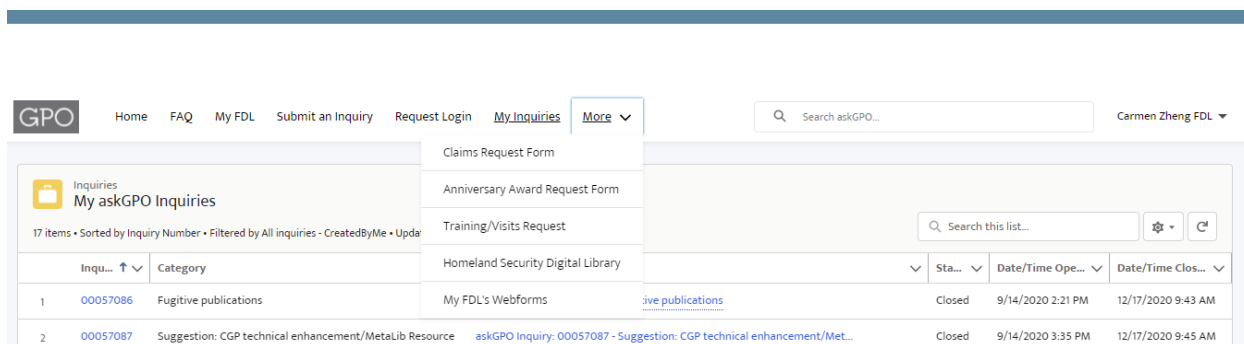 GPO Home FAQ My FDL Submit an Inquiry Request Login My Inquiries More Search askGPO... Carmen Zheng FDL
Claims Request Form
Anniversary Award Request Form
Training/Visits Request
Homeland Security Digital Library
My FDL's Webforms
Inquiries
My askGPO Inquiries
17 items • Sorted by Inquiry Number • Filtered by All inquiries - CreatedByMe •
Search this list...
Inqu... Category Sta... Date/Time Ope... Date/Time Clos...
1 00057086 Fugitive publications publications Closed 9/14/2020 2:21 PM 12/17/2020 9:43 AM
2 00057087 Suggestion: CGP technical enhancement/MetaLib Resource askGPO Inquiry: 00057087 - Suggestion: CGP technical enhancement/Met... Closed 9/14/2020 3:35 PM 12/17/2020 9:45 AM